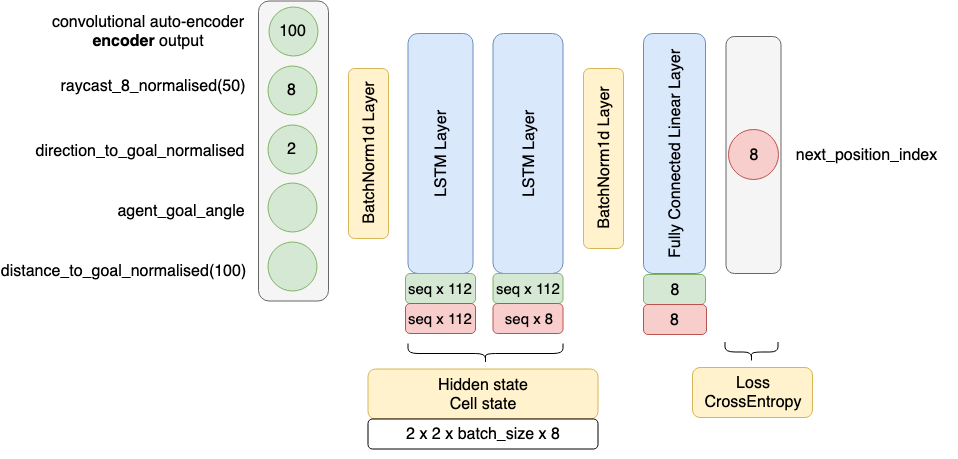 convolutional auto-encoder
encoder output
100
raycast_8_normalised(50)
8
direction_to_goal_normalised
2
agent_goal_angle
distance_to_goal_normalised(100)
BatchNorm1d Layer
LSTM Layer
seq x 112
seq x 112
LSTM Layer
seq x 112
seq x 8
Hidden state
Cell state
2 x 2 x batch_size x 8
BatchNorm1d Layer
Fully Connected Linear Layer
8
8
8
next_position_index
Loss
CrossEntropy